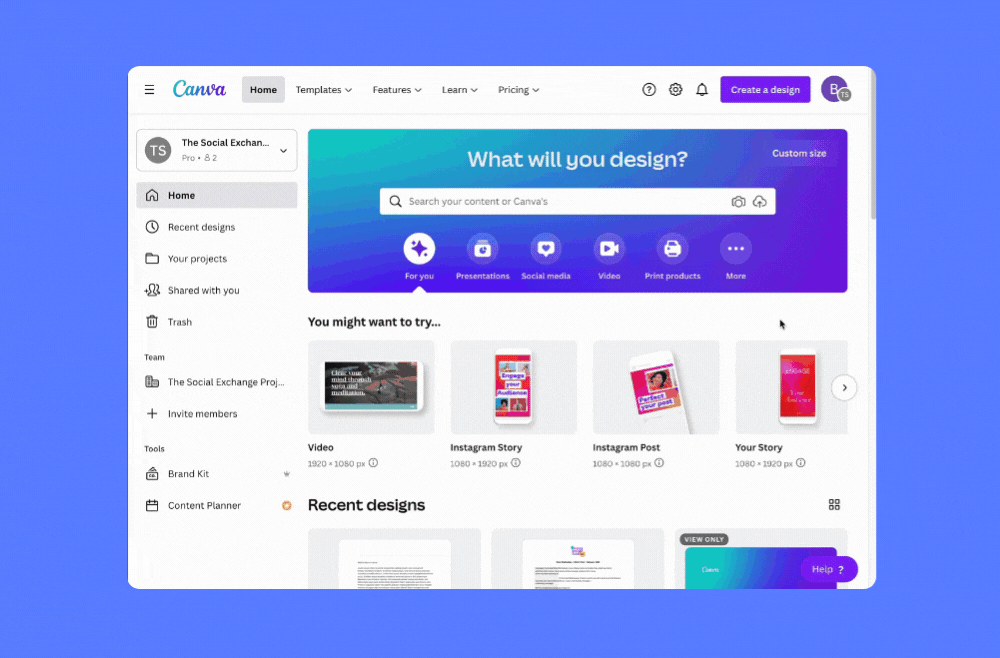 Canva
Home
Templates
Features
Learn
Pricing
Create a design
B
TS
TS
The Social Exchan...
Pro • 2
Home
Recent designs
Your projects
Shared with you
Trash
Team
The Social Exchange Proj...
Invite members
Tools
Brand Kit
Content Planner
What will you design?
Custom size
Search your content or Canva's
For you
Presentations
Social media
Video
Print products
More
You might want to try...
Clear your
mind through
yoga and
meditation.
Engage
your
Audience
Perfect
your post
ENGAGE
Your
Audience
Video
1920 × 1080 px
Instagram Story
1080 × 1920 px
Instagram Post
1080 × 1080 px
Your Story
1080 × 1920 px
Recent designs
VIEW ONLY
Canva
Help ?